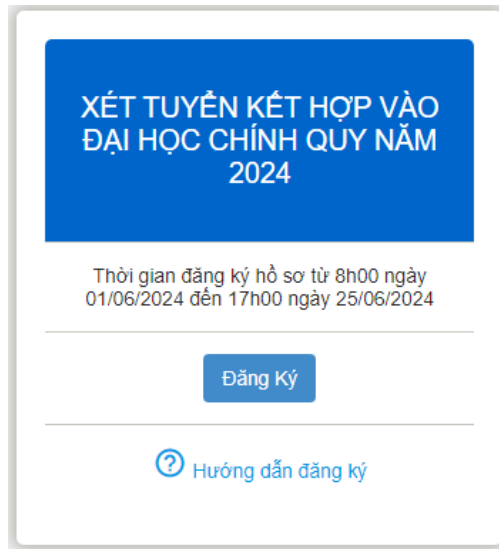 XÉT TUYỂN KẾT HỢP VÀO
ĐẠI HỌC CHÍNH QUY NĂM
2024
Thời gian đăng ký hồ sơ từ 8h00 ngày
01/06/2024 đến 17h00 ngày 25/06/2024
Đăng Ký
Hướng dẫn đăng ký